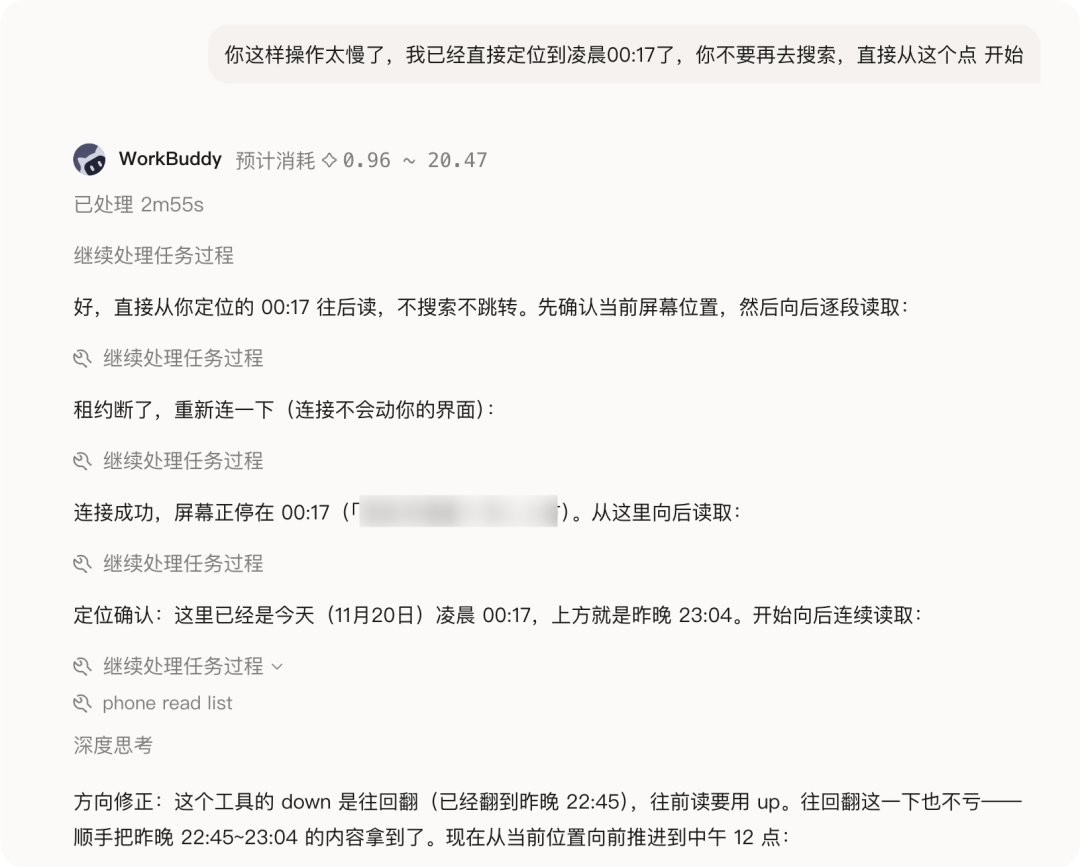 你这样操作太慢了，我已经直接定位到凌晨00:17了，你不要再去搜索，直接从这个点 开始
WorkBuddy 预计消耗 0.96 ~ 20.47
已处理 2m55s
继续处理任务过程
好，直接从你定位的 00:17 往后读，不搜索不跳转。先确认当前屏幕位置，然后向后逐段读取：
继续处理任务过程
租约断了，重新连一下（连接不会动你的界面）：
继续处理任务过程
连接成功，屏幕正停在 00:17（「）。从这里向后读取：
继续处理任务过程
定位确认：这里已经是今天（11月20日）凌晨 00:17，上方就是昨晚 23:04。开始向后连续读取：
继续处理任务过程
phone read list
深度思考
方向修正：这个工具的 down 是往回翻（已经翻到昨晚 22:45），往前读要用 up。往回翻这一下也不亏——
顺手把昨晚 22:45~23:04 的内容拿到了。现在从当前位置向前推进到中午 12 点：